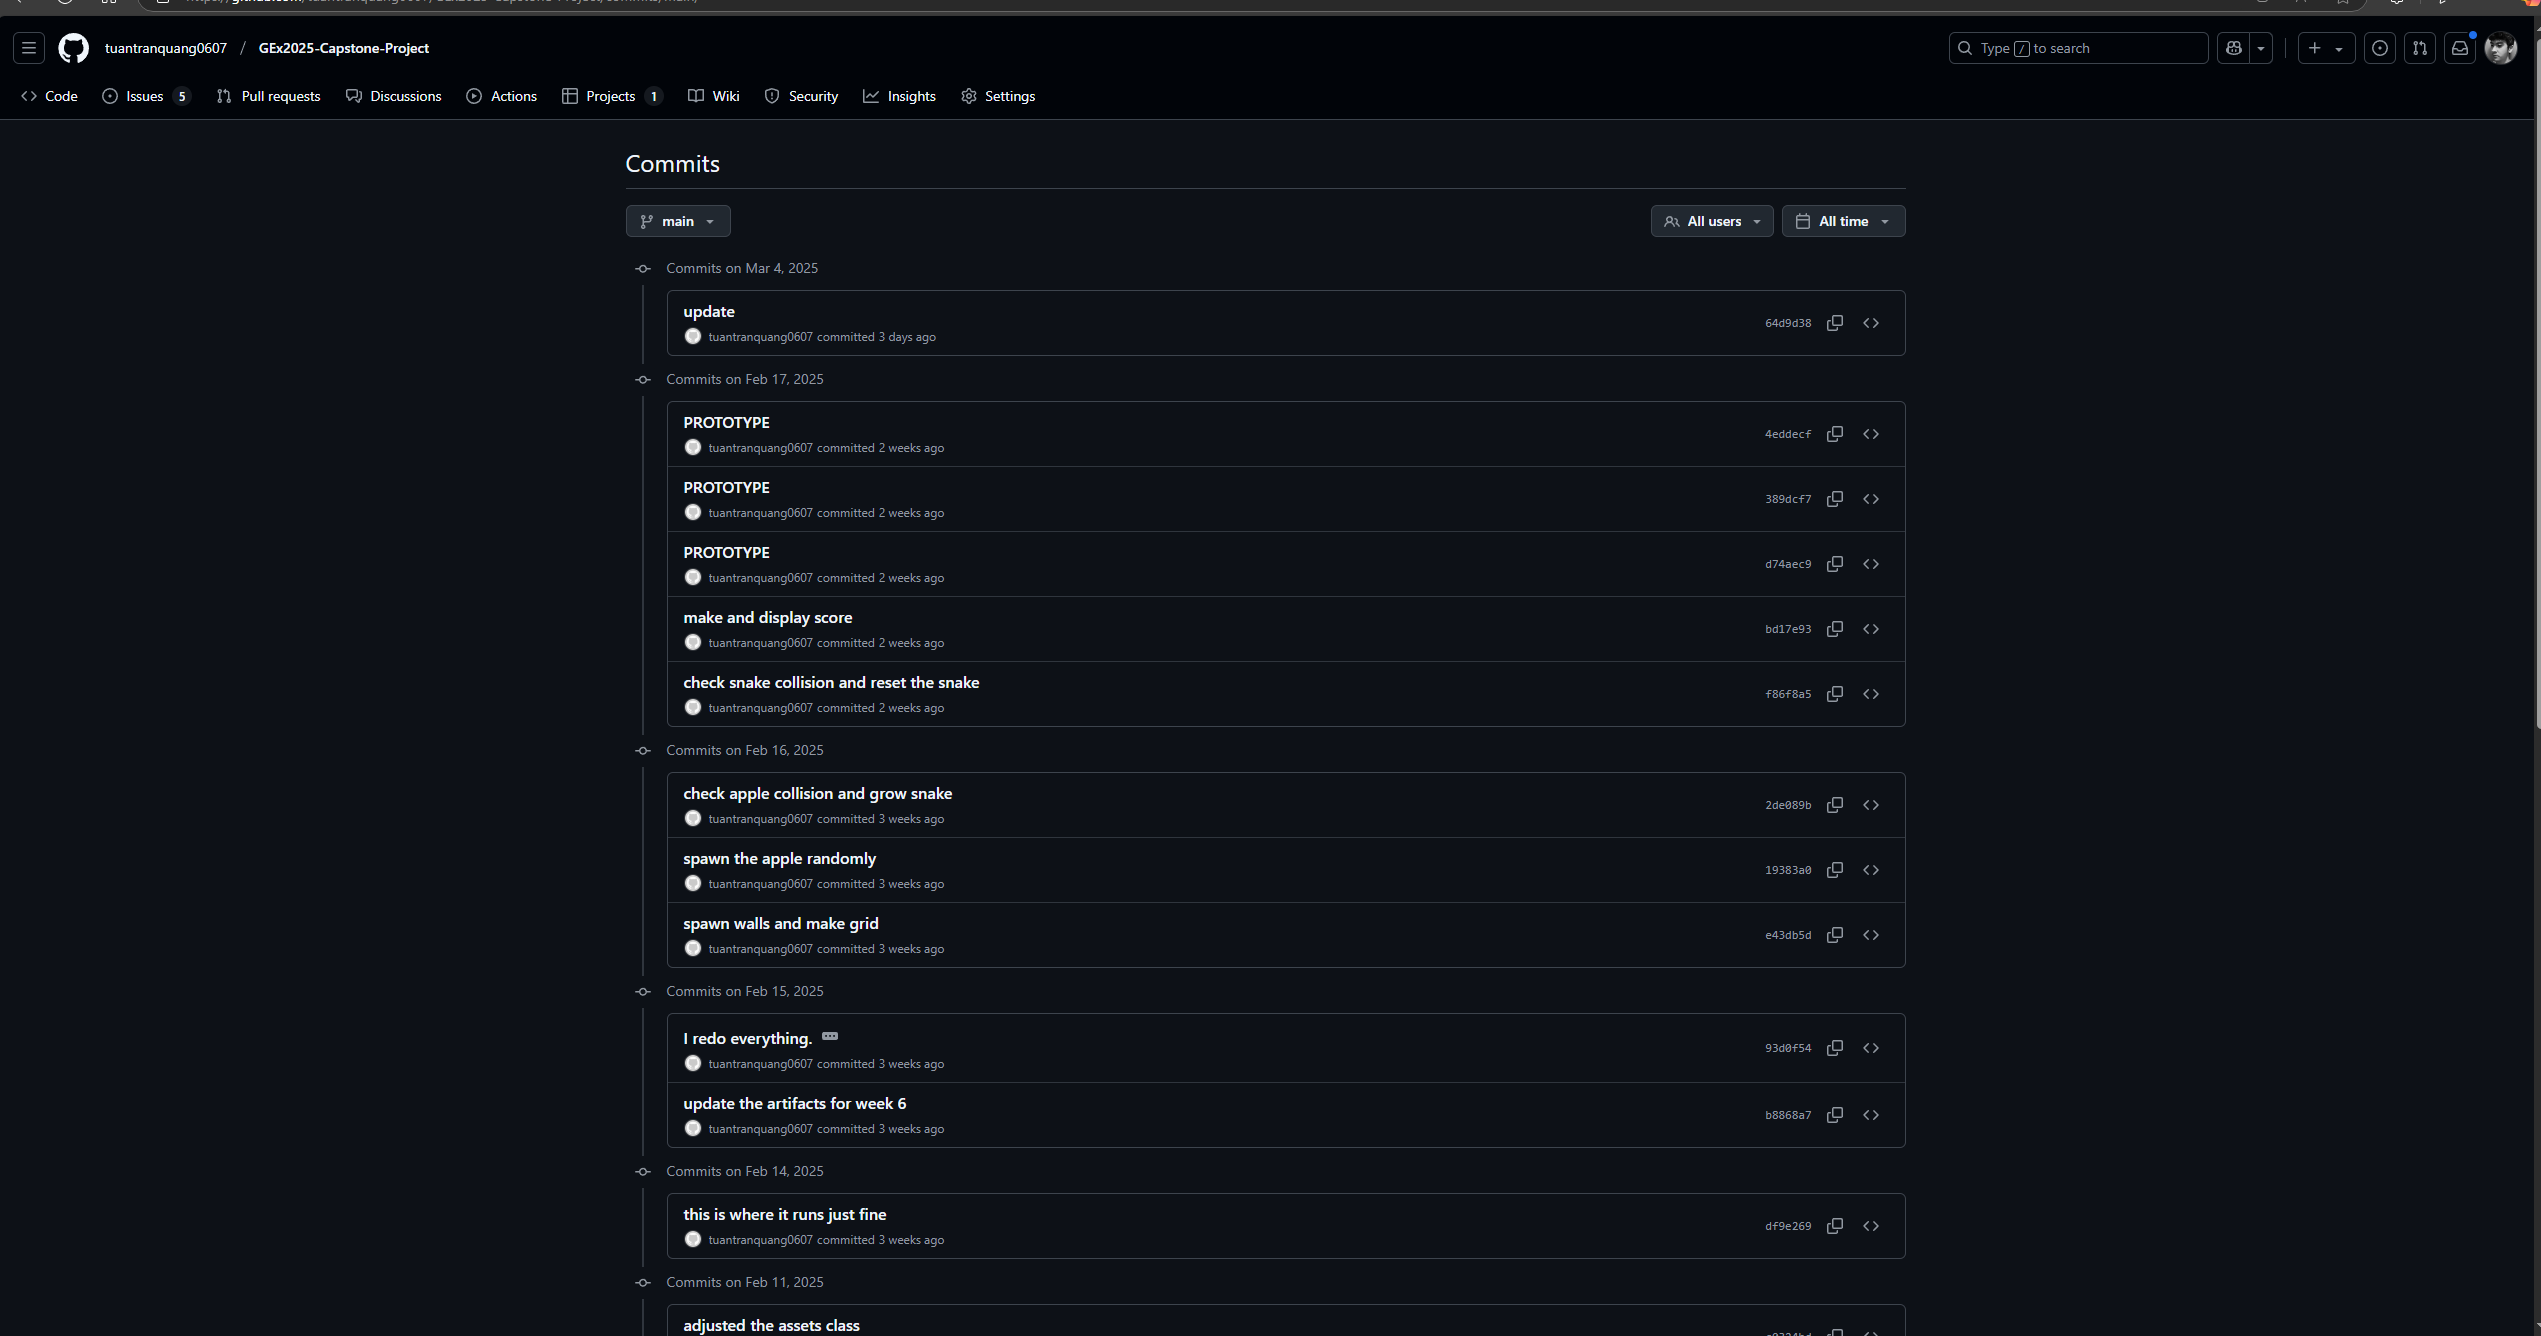 tuantranquang0607 / GEx2025-Capstone-Project
Type / to search
Code
Issues 5
Pull requests
Discussions
Actions
Projects 1
Wiki
Security
Insights
Settings
Commits
main
All users
All time
Commits on Mar 4, 2025
update
64d9d38
tuantranquang0607 committed 3 days ago
Commits on Feb 17, 2025
PROTOTYPE
4eddecf
tuantranquang0607 committed 2 weeks ago
PROTOTYPE
389dcf7
tuantranquang0607 committed 2 weeks ago
PROTOTYPE
d74aec9
tuantranquang0607 committed 2 weeks ago
make and display score
bd17e93
tuantranquang0607 committed 2 weeks ago
check snake collision and reset the snake
f86f8a5
tuantranquang0607 committed 2 weeks ago
Commits on Feb 16, 2025
check apple collision and grow snake
2de089b
tuantranquang0607 committed 3 weeks ago
spawn the apple randomly
19383a0
tuantranquang0607 committed 3 weeks ago
spawn walls and make grid
e43db5d
tuantranquang0607 committed 3 weeks ago
Commits on Feb 15, 2025
I redo everything.
93d0f54
tuantranquang0607 committed 3 weeks ago
update the artifacts for week 6
b8868a7
tuantranquang0607 committed 3 weeks ago
Commits on Feb 14, 2025
this is where it runs just fine
df9e269
tuantranquang0607 committed 3 weeks ago
Commits on Feb 11, 2025
adjusted the assets class